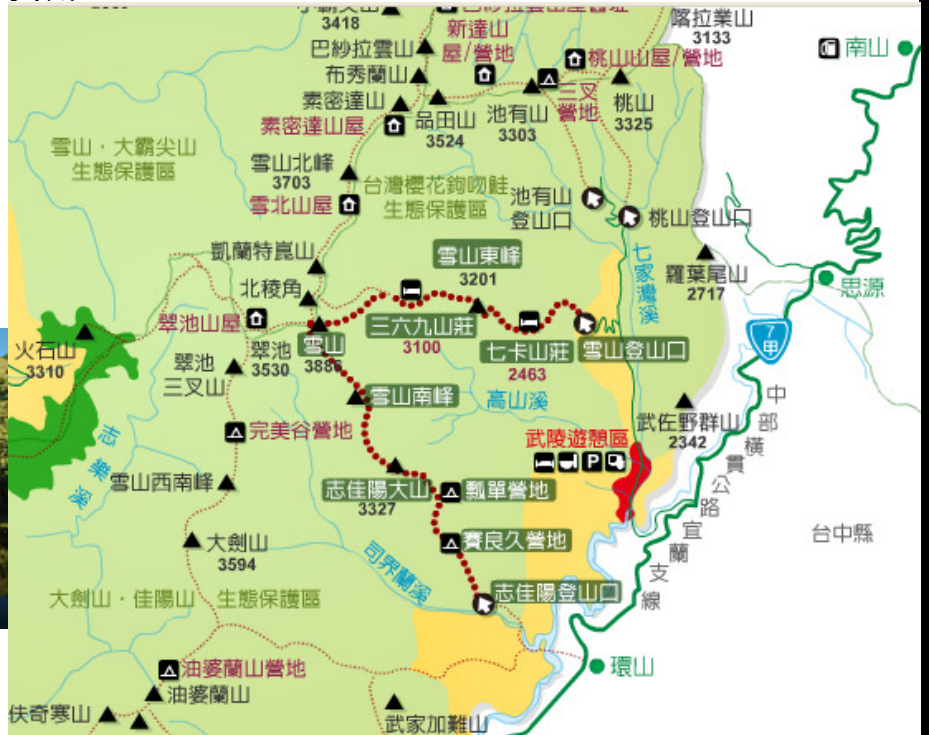 3418
喀拉業山
3133
新達山
屋/營地
巴紗拉雲山
布秀蘭山
桃山山屋/營地
南山
素密達山
品田山
3524
池有山
3303
三叉
營地
桃山
3325
素密達山屋
雪山．大霸尖山
生態保護區
雪山北峰
3703
台灣櫻花鉤吻鮭
生態保護區
雪北山屋
池有山
登山口
桃山登山口
凱蘭特崑山
雪山東峰
3201
七家灣溪
羅葉尾山
2717
思源
北稜角
翠池山屋
三六九山莊
3100
七卡山莊
2463
雪山登山口
7
甲
火石山
3310
翠池
3530
雪山
3886
翠池
三叉山
雪山南峰
高山溪
武佐野群山
2342
中部橫貫公路宜蘭支線
志樂溪
完美谷營地
武陵遊憩區
P
雪山西南峰
志佳陽大山
3327
瓢單營地
大劍山
3594
賽良久營地
台中縣
司界蘭溪
志佳陽登山口
大劍山．佳陽山 生態保護區
環山
油婆蘭山營地
油婆蘭山
伕奇寒山
武家加難山